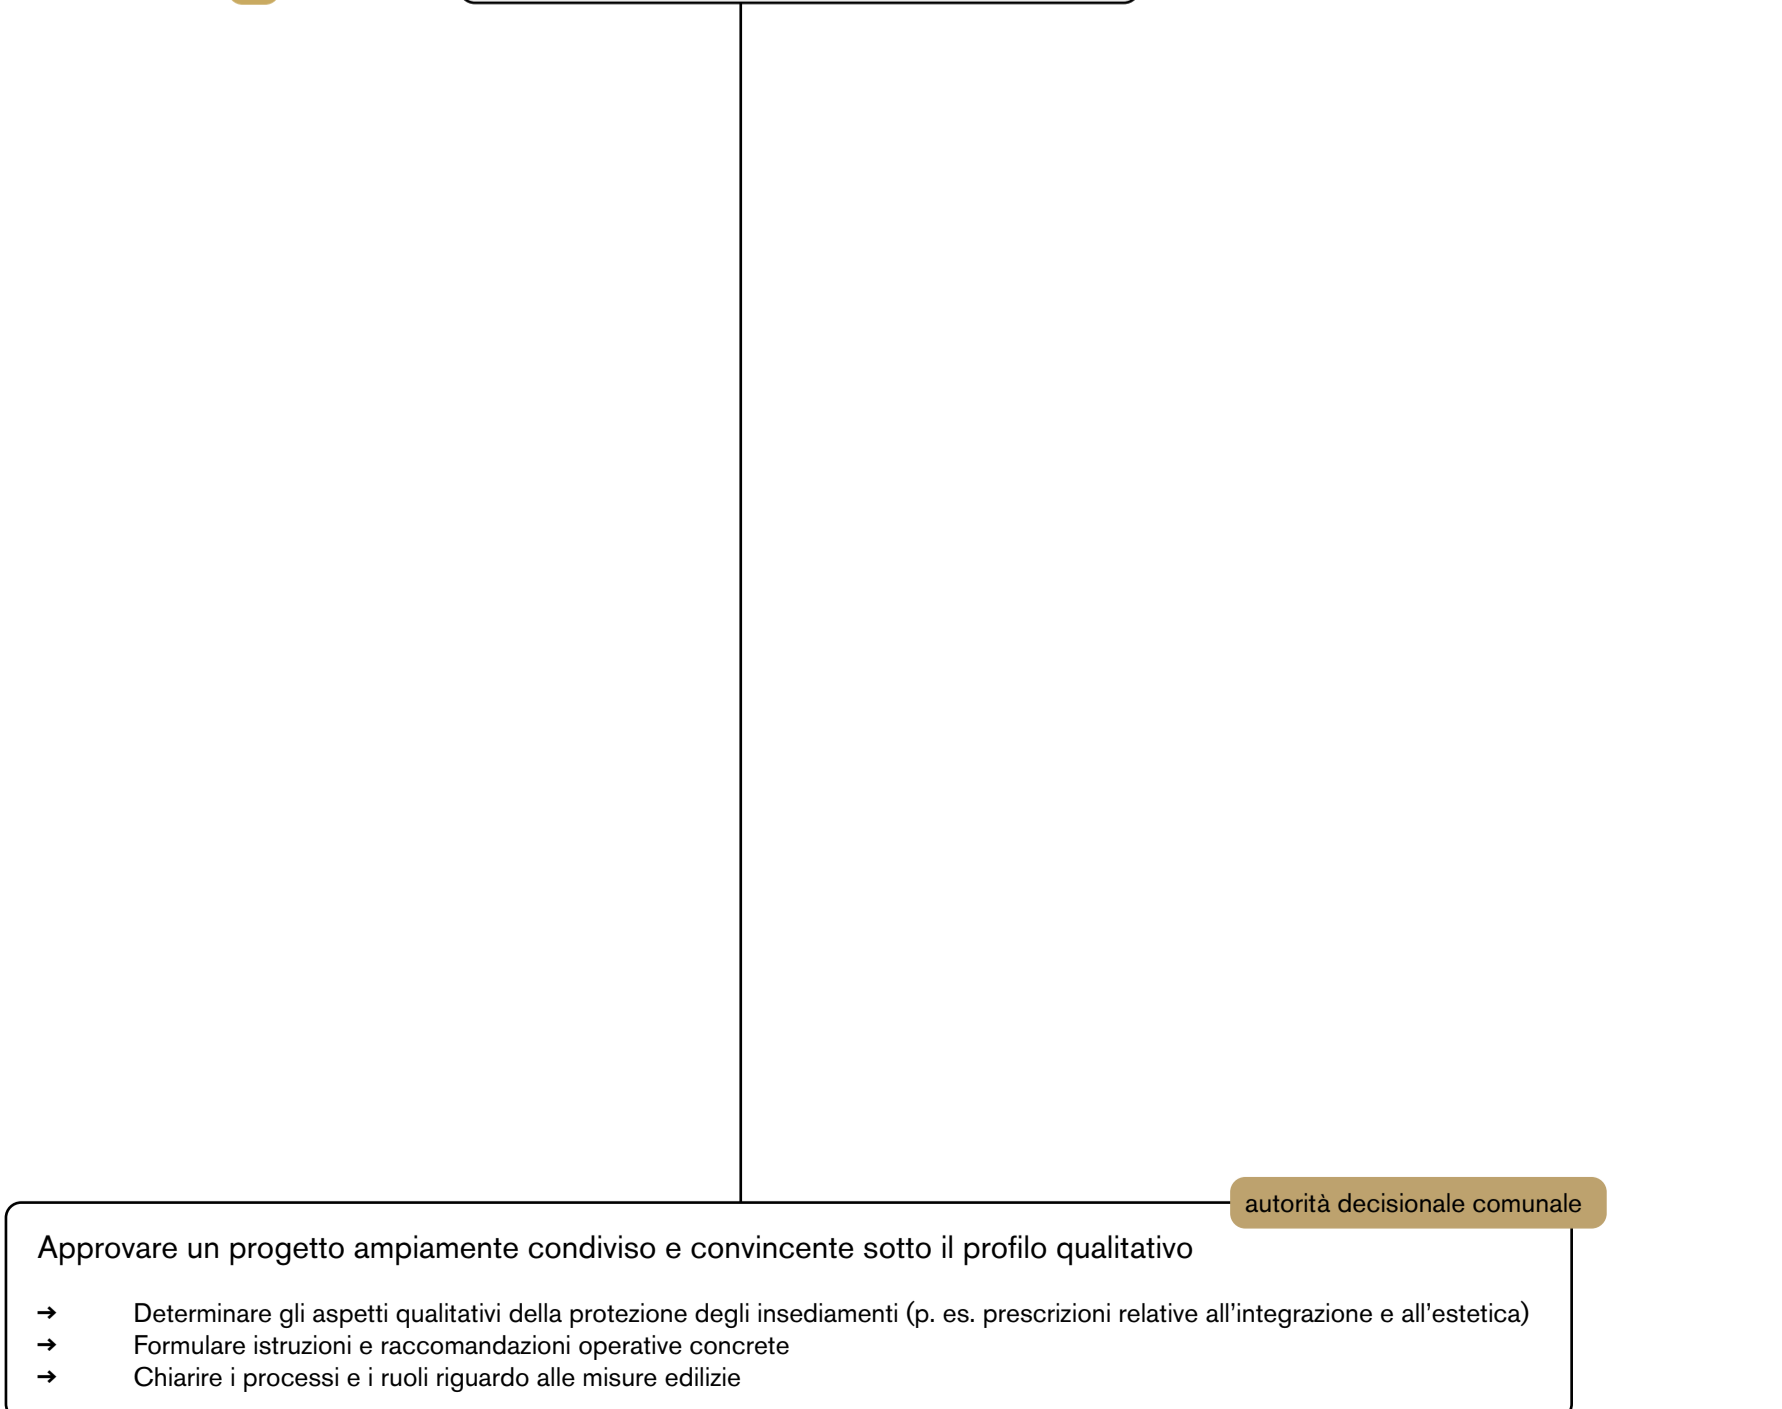 autorità decisionale comunale
Approvare un progetto ampiamente condiviso e convincente sotto il profilo qualitativo
➔ Determinare gli aspetti qualitativi della protezione degli insediamenti (p. es. prescrizioni relative all’integrazione e all’estetica)
➔ Formulare istruzioni e raccomandazioni operative concrete
➔ Chiarire i processi e i ruoli riguardo alle misure edilizie